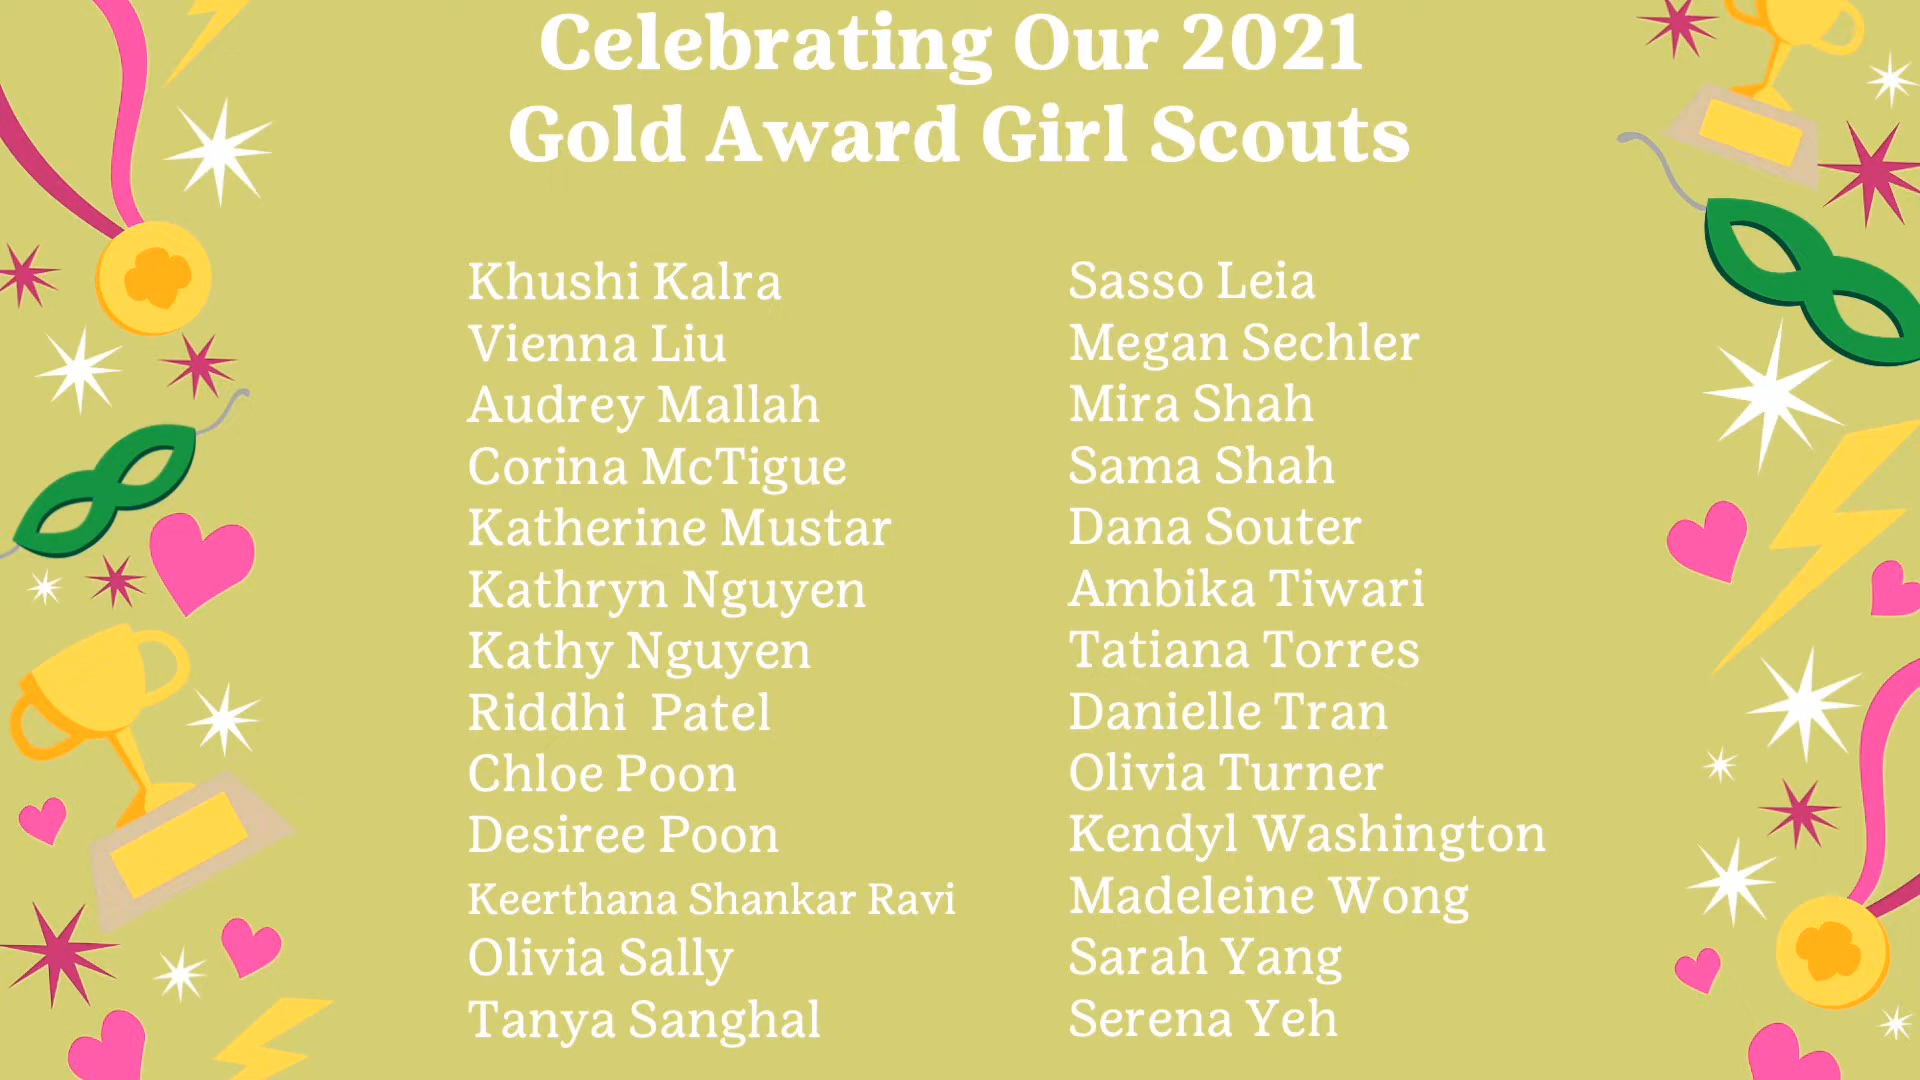 Celebrating Our 2021
Gold Award Girl Scouts
Khushi Kalra
Vienna Liu
Audrey Mallah
Corina McTigue
Katherine Mustar
Kathryn Nguyen
Kathy Nguyen
Riddhi  Patel
Chloe Poon
Desiree Poon
Keerthana Shankar Ravi
Olivia Sally
Tanya Sanghal
Sasso Leia
Megan Sechler
Mira Shah
Sama Shah
Dana Souter
Ambika Tiwari
Tatiana Torres
Danielle Tran
Olivia Turner
Kendyl Washington
Madeleine Wong
Sarah Yang
Serena Yeh